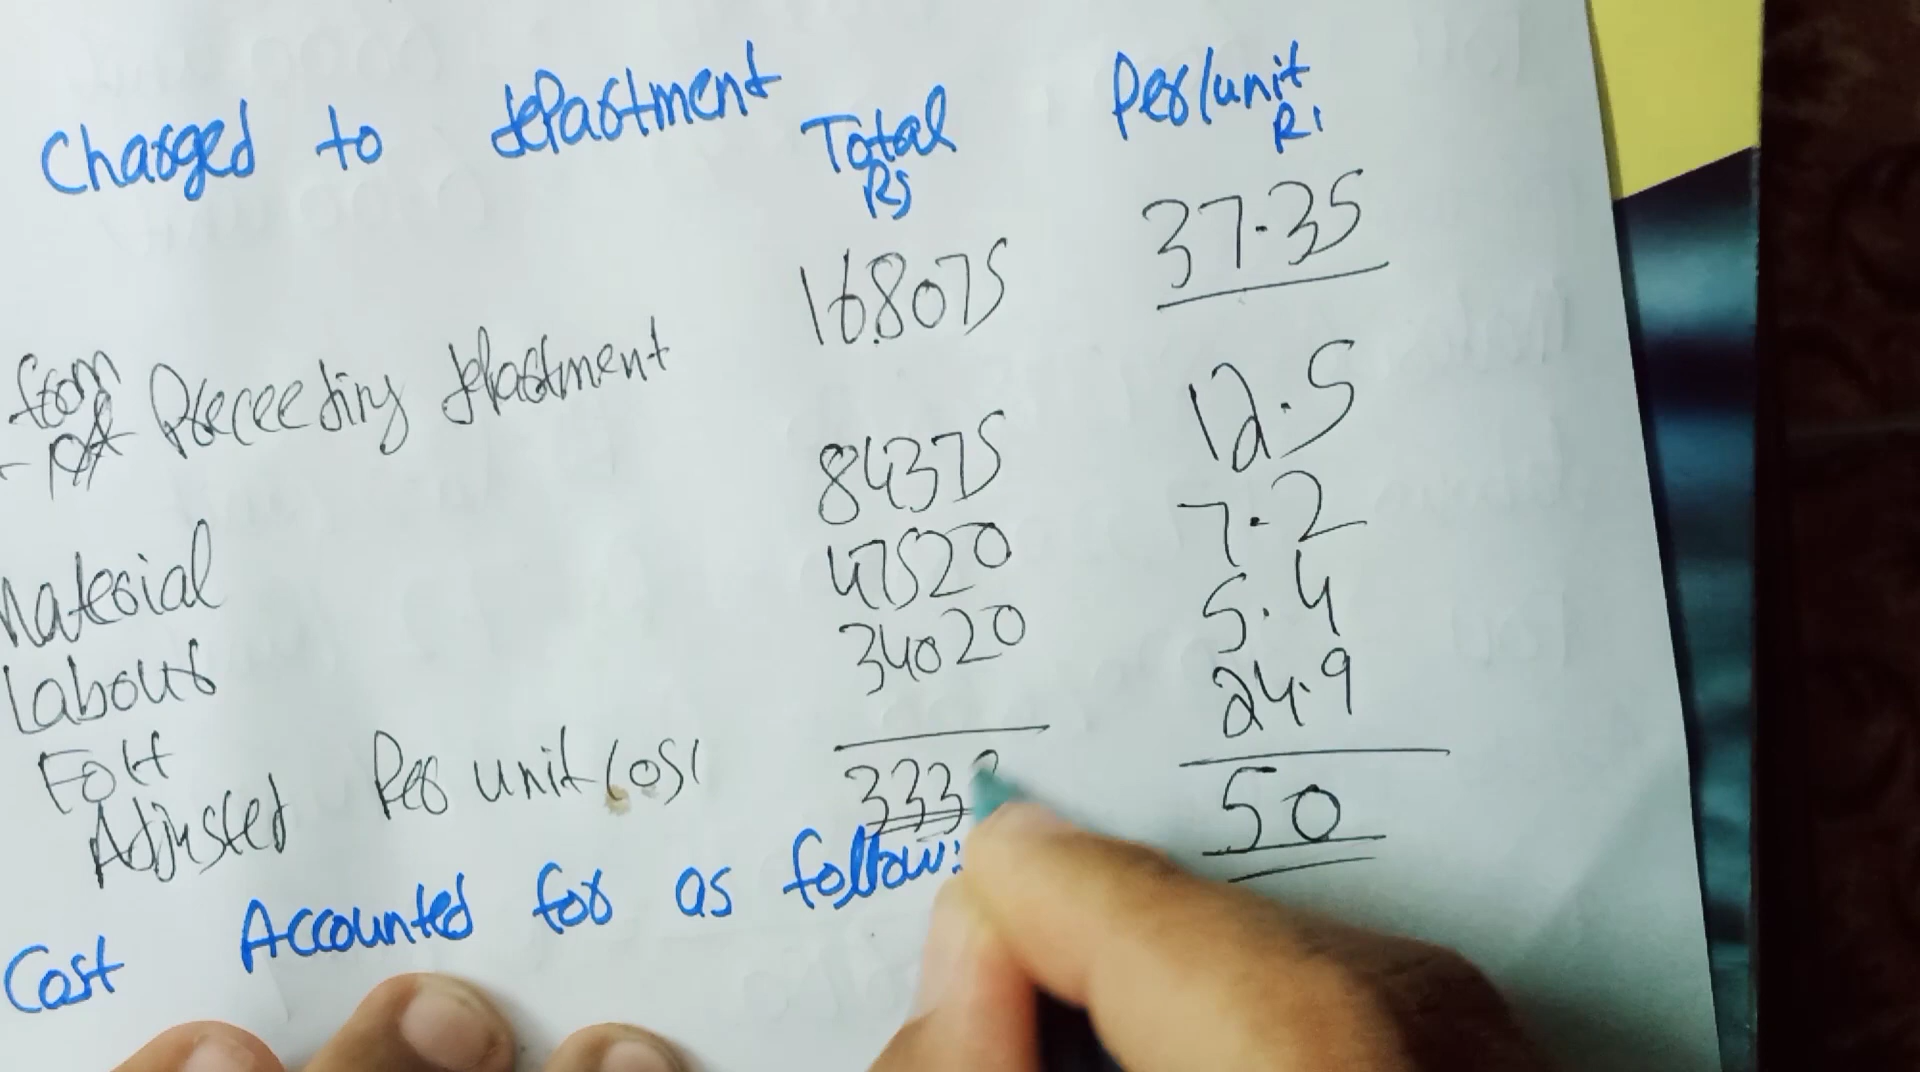 Charged to department Total Per/unit
Rs Rs
from Preceeding department 168075 37.35
Material 84375 12.5
Labour 47520 7.2
FoH 34020 5.4
24.9
Adjusted Per unit Cost 333 50
Cost Accounted for as follow: